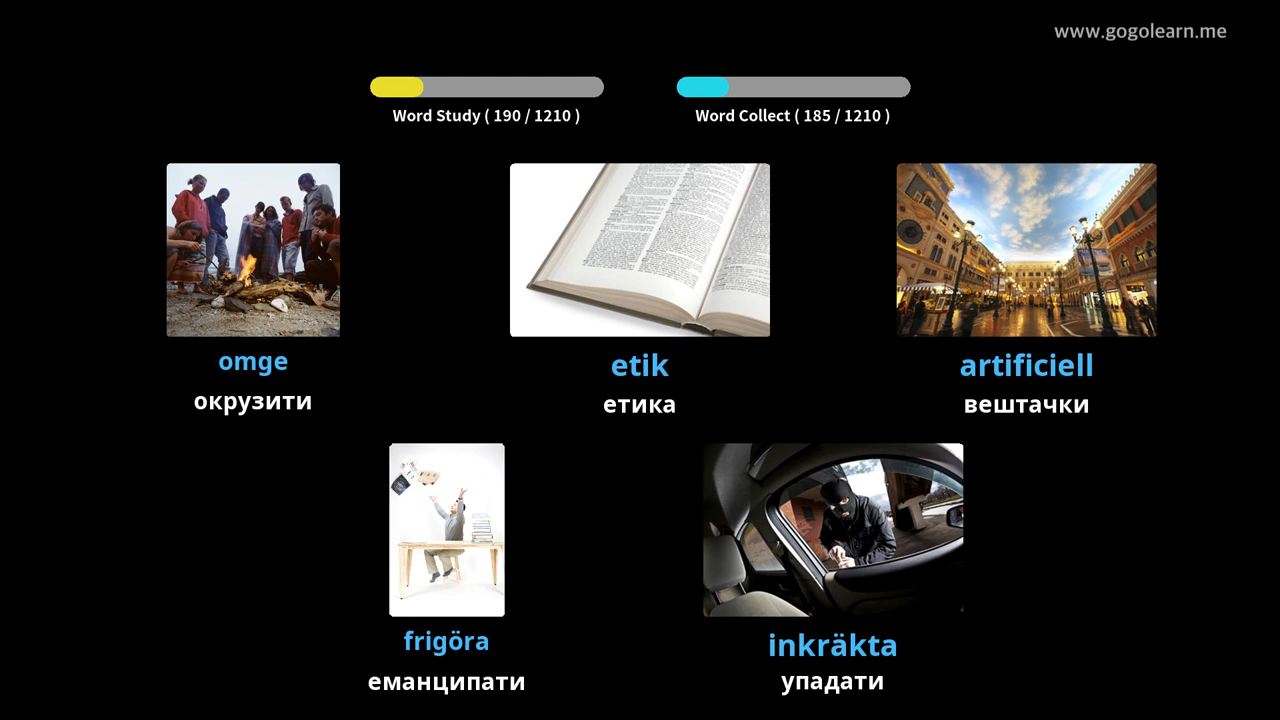 www.gogolearn.me
Word Study ( 190 / 1210 )
Word Collect ( 185 / 1210 )
omge
etik
artificiell
окрузити
етика
вештачки
frigöra
inkräkta
еманципати
упадати